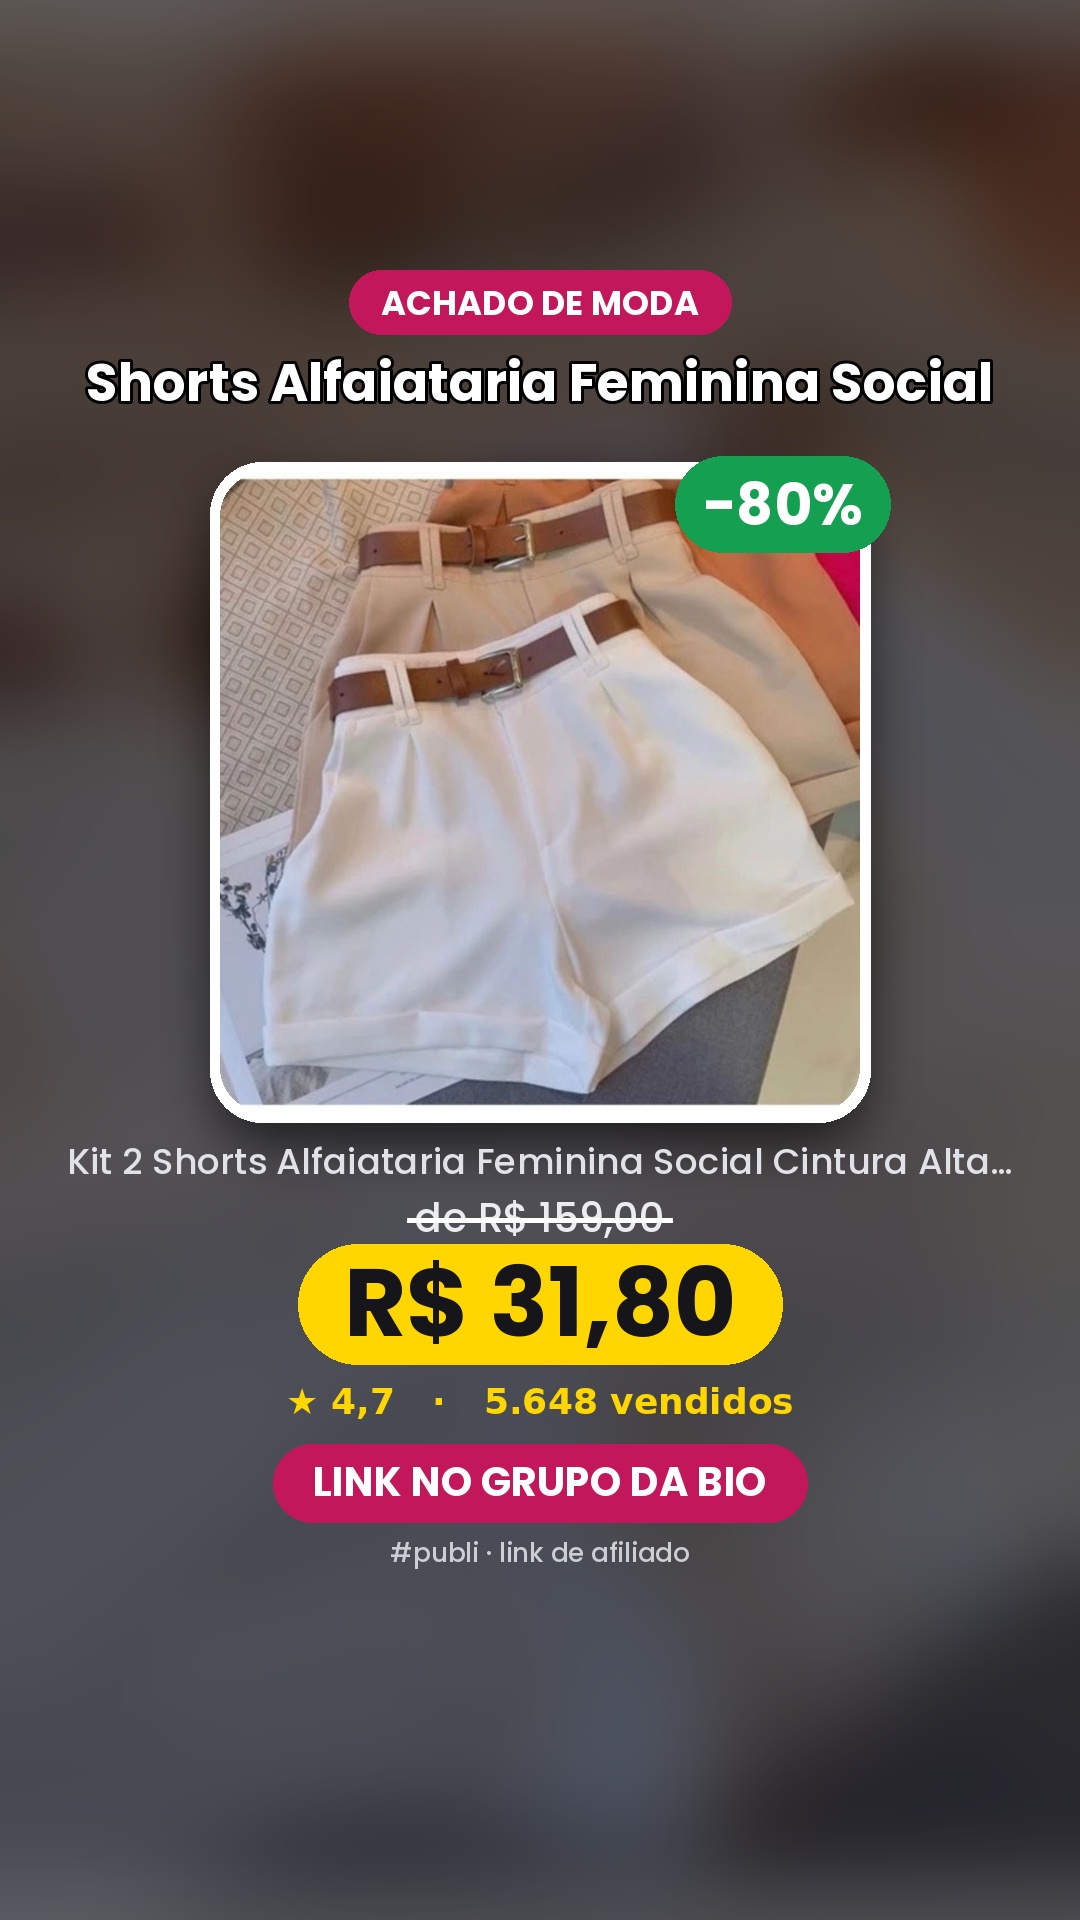 ACHADO DE MODA
Shorts Alfaiataria Feminina Social
-80%
Kit 2 Shorts Alfaiataria Feminina Social Cintura Alta...
de R$ 159,00
R$ 31,80
★ 4,7 · 5.648 vendidos
LINK NO GRUPO DA BIO
#publi · link de afiliado